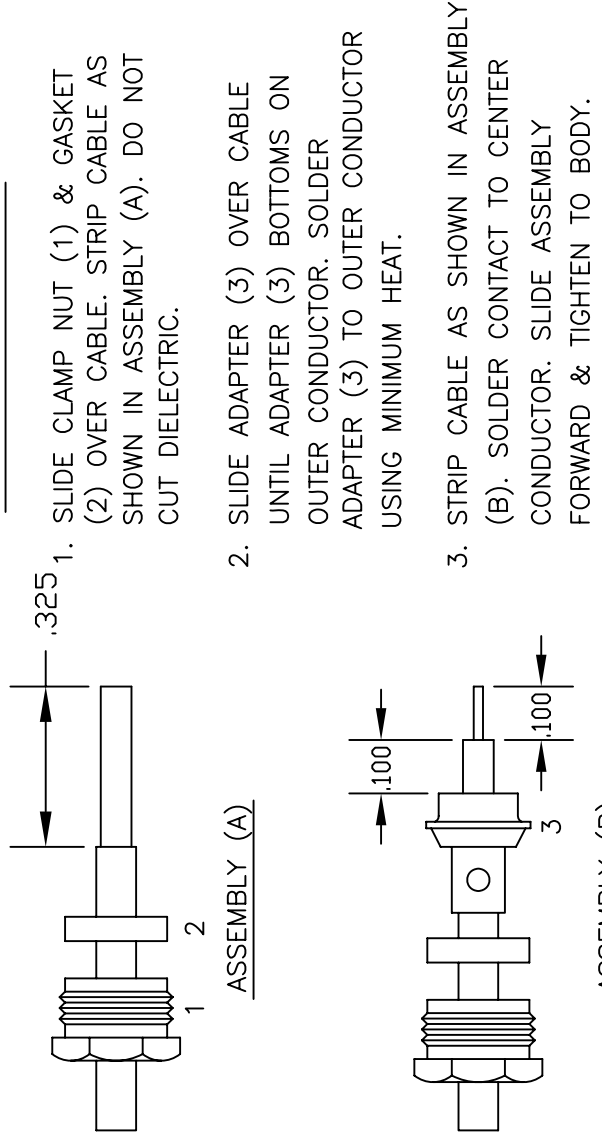 1. SLIDE CLAMP NUT (1) & GASKET
(2) OVER CABLE. STRIP CABLE AS
SHOWN IN ASSEMBLY (A). DO NOT
CUT DIELECTRIC.
2. SLIDE ADAPTER (3) OVER CABLE
UNTIL ADAPTER (3) BOTTOMS ON
OUTER CONDUCTOR. SOLDER
ADAPTER (3) TO OUTER CONDUCTOR
USING MINIMUM HEAT.
3. STRIP CABLE AS SHOWN IN ASSEMBLY
(B). SOLDER CONTACT TO CENTER
CONDUCTOR. SLIDE ASSEMBLY
FORWARD & TIGHTEN TO BODY.
.325
1 2
ASSEMBLY (A)
.100
.100
3
ASSEMBLY (B)